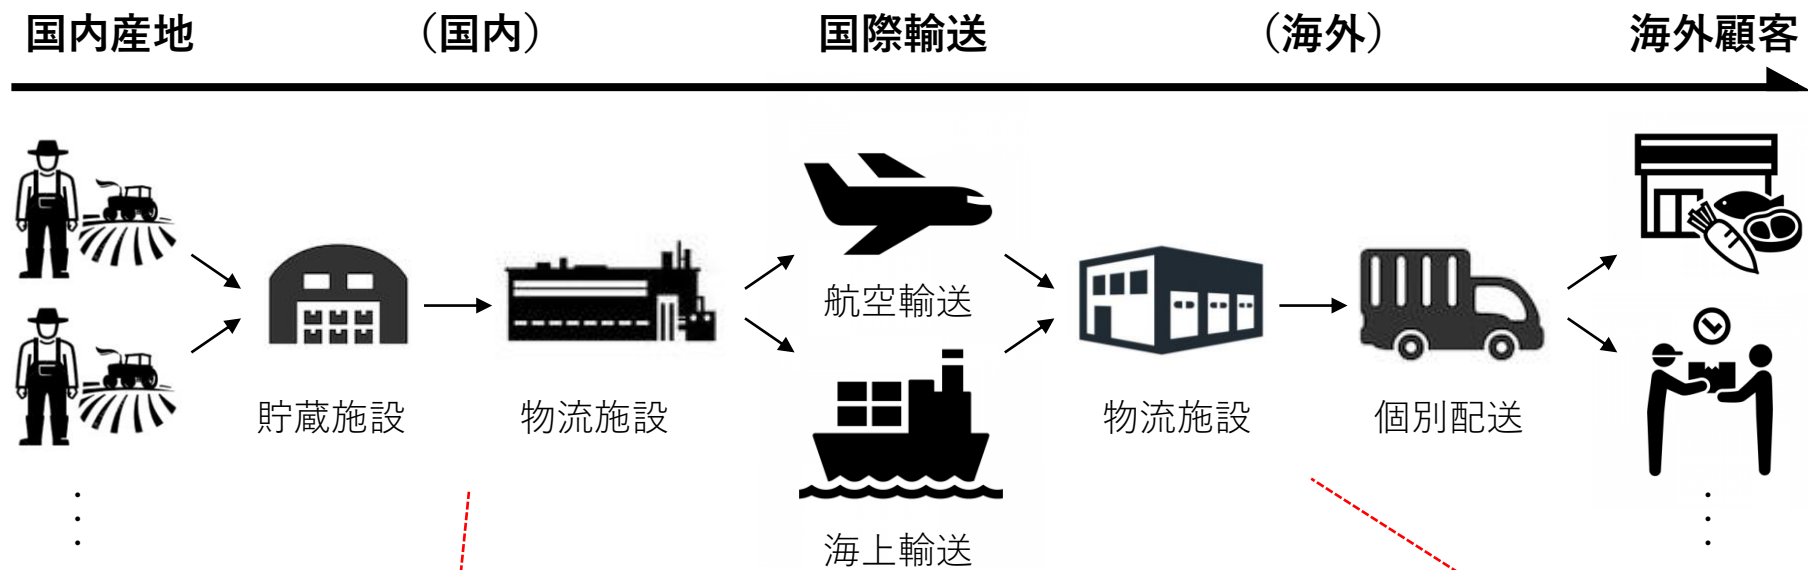 国内産地
（国内）
国際輸送
（海外）
海外顧客
航空輸送
貯蔵施設
物流施設
物流施設
個別配送
海上輸送